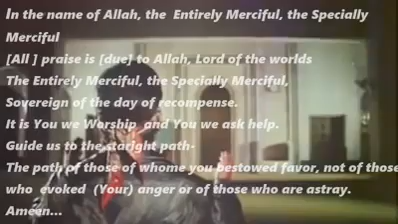 In the name of Allah, the Entirely Merciful, the Specially
Merciful
[All ] praise is [due] to Allah, Lord of the worlds
The Entirely Merciful, the Specially Merciful,
Sovereign of the day of recompense.
It is You we Worship and You we ask help.
Guide us to the staright path-
The path of those of whome you bestowed favor, not of those
who evoked (Your) anger or of those who are astray.
Ameen...